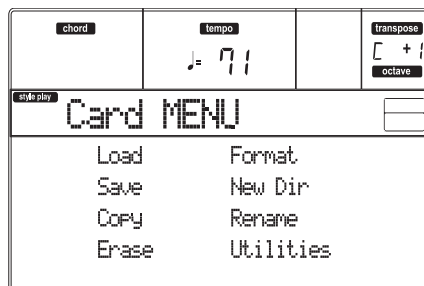 chord tempo transpose
♩= 71 C +1
octave
style play
Card MENU
Load Format
Save New Dir
Copy Rename
Erase Utilities